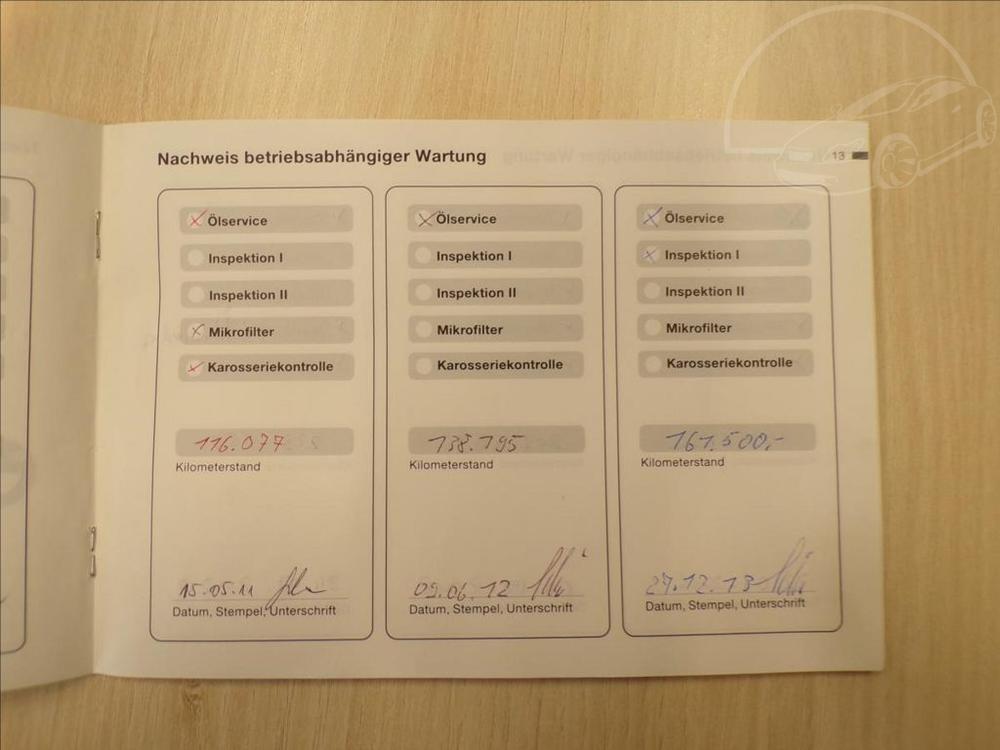 Nachweis betriebsabhängiger Wartung
13
Ölservice
Inspektion I
Inspektion II
Mikrofilter
Karosseriekontrolle
116.077
Kilometerstand
15.05.11
Datum, Stempel, Unterschrift
Ölservice
Inspektion I
Inspektion II
Mikrofilter
Karosseriekontrolle
138.195
Kilometerstand
09.06.12
Datum, Stempel, Unterschrift
Ölservice
Inspektion I
Inspektion II
Mikrofilter
Karosseriekontrolle
161.500,-
Kilometerstand
27.12.13
Datum, Stempel, Unterschrift